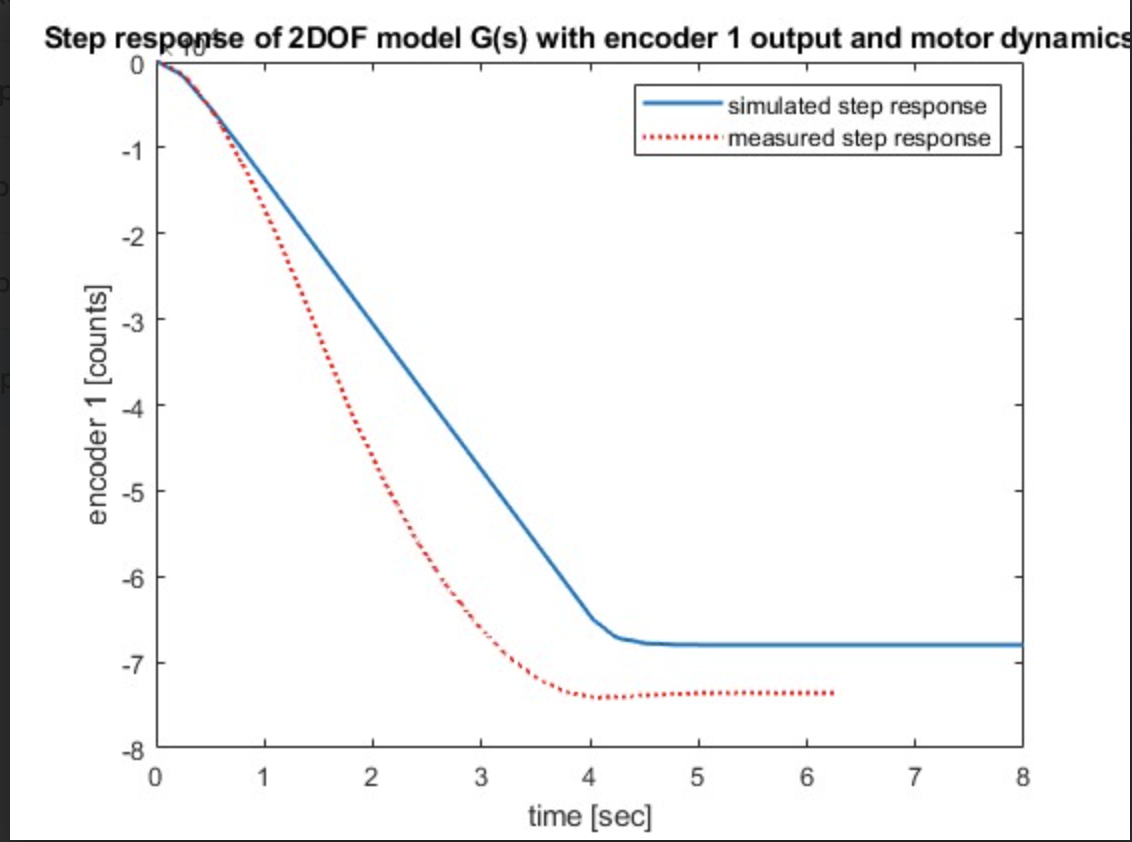 Step response of 2DOF model G(s) with encoder 1 output and motor dynamics
0
-1
-2
-3
-4
-5
-6
-7
-8
encoder 1 [counts]
simulated step response
measured step response
0 1 2 3 4 5 6 7 8
time [sec]